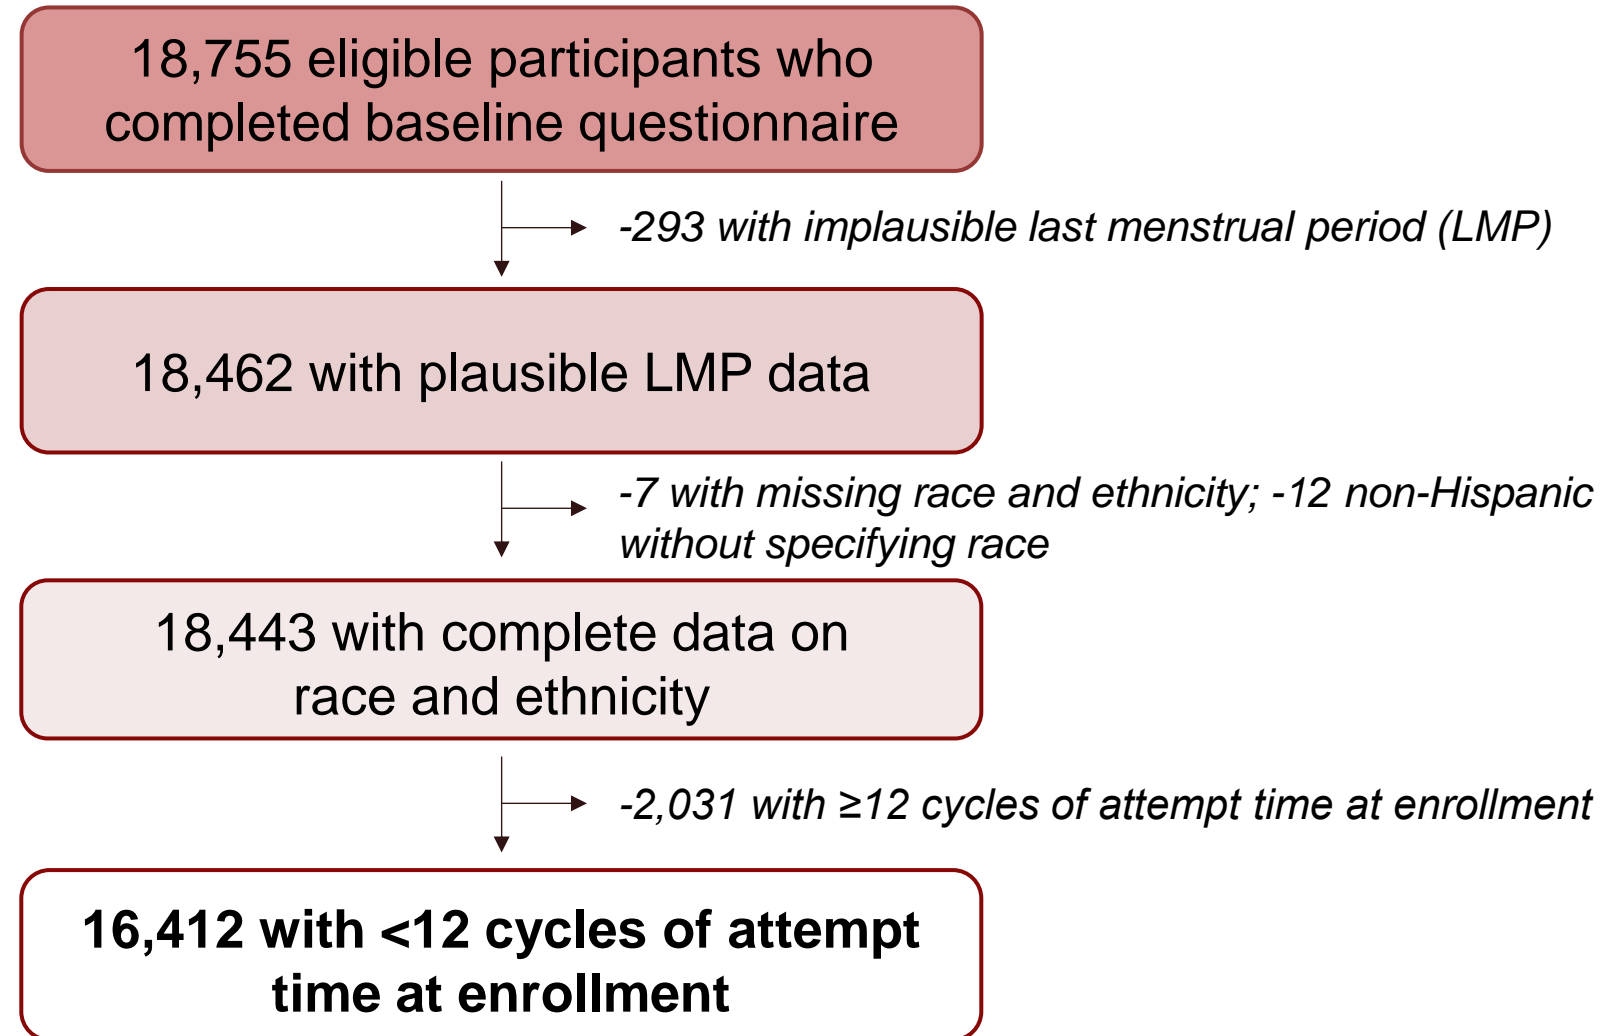 18,755 eligible participants who
completed baseline questionnaire
-293 with implausible last menstrual period (LMP)
18,462 with plausible LMP data
-7 with missing race and ethnicity; -12 non-Hispanic
without specifying race
18,443 with complete data on
race and ethnicity
-2,031 with ≥12 cycles of attempt time at enrollment
16,412 with <12 cycles of attempt
time at enrollment